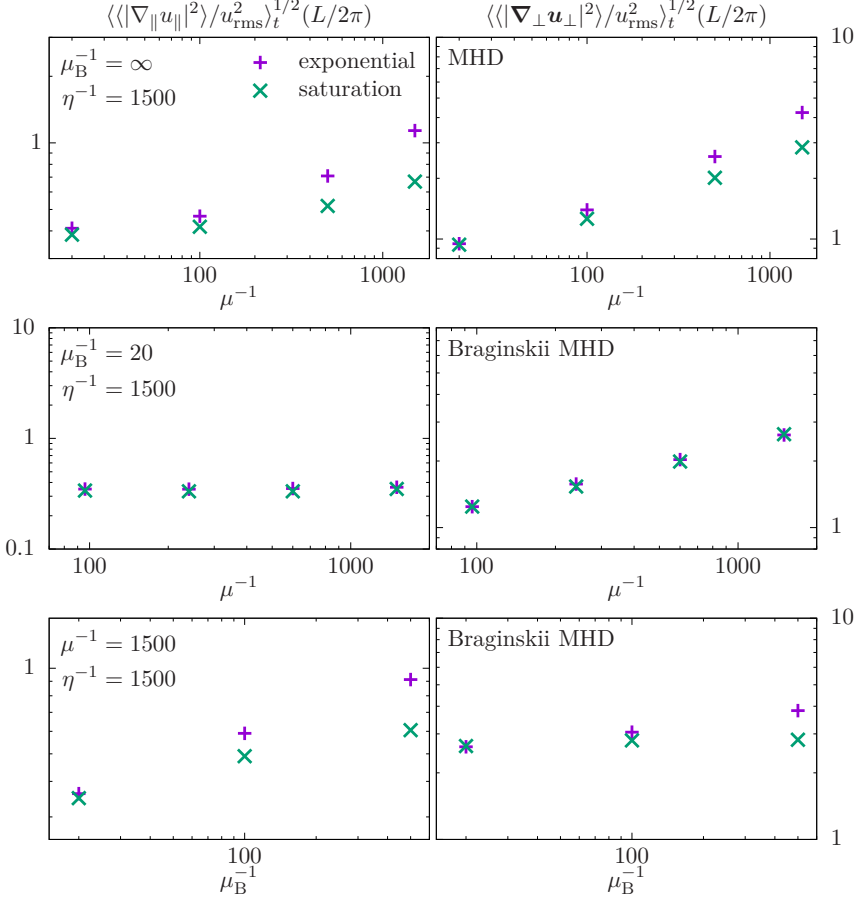 ⟨⟨|∇∥u∥|²⟩/u²rms⟩t^1/2(L/2π)
⟨⟨|∇⊥u⊥|²⟩/u²rms⟩t^1/2(L/2π)
μB⁻¹ = ∞
η⁻¹ = 1500
exponential
saturation
MHD
1
10
1
100
1000
100
1000
μ⁻¹
μ⁻¹
μB⁻¹ = 20
η⁻¹ = 1500
Braginskii MHD
10
1
0.1
1
100
1000
100
1000
μ⁻¹
μ⁻¹
μ⁻¹ = 1500
η⁻¹ = 1500
Braginskii MHD
1
10
1
100
100
μB⁻¹
μB⁻¹